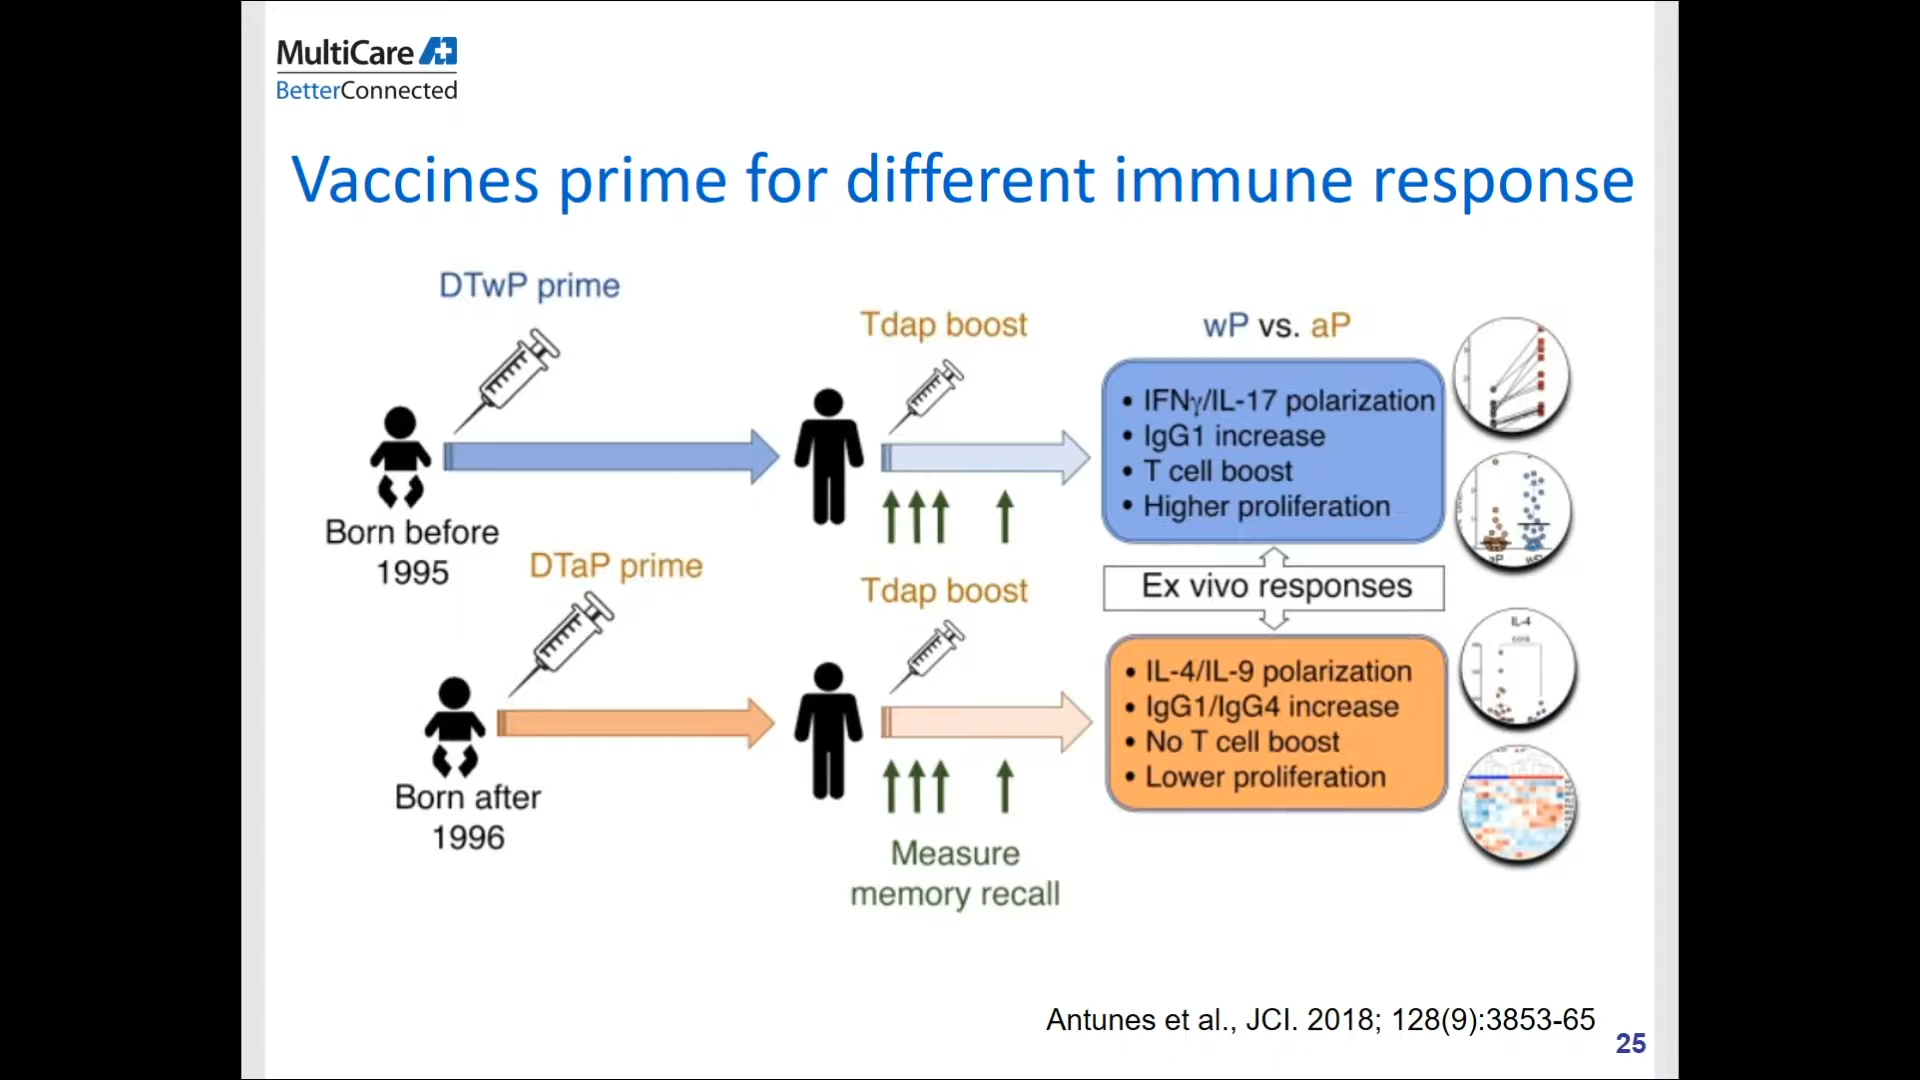 MultiCare
BetterConnected
Vaccines prime for different immune response
DTwP prime
Tdap boost
wP vs. aP
• IFNγ/IL-17 polarization
• IgG1 increase
• T cell boost
• Higher proliferation
Born before
1995
DTaP prime
Tdap boost
Ex vivo responses
• IL-4/IL-9 polarization
• IgG1/IgG4 increase
• No T cell boost
• Lower proliferation
Born after
1996
Measure
memory recall
aP
IL-4
Antunes et al., JCI. 2018; 128(9):3853-65
25